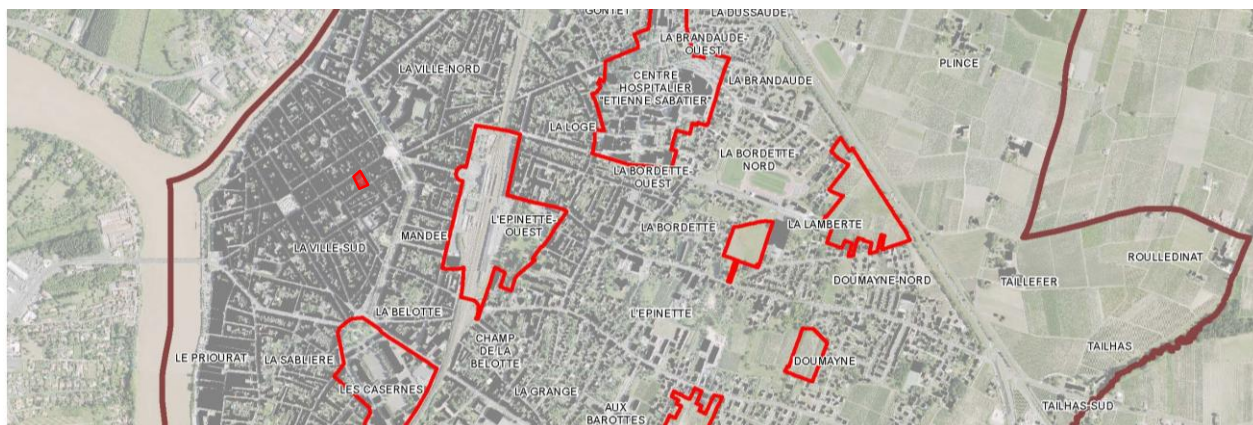 GONTET
LA DUSSAUDE
LA BRANDAUDE-
OUEST
LA VILLE-NORD
PLINCE
CENTRE
HOSPITALIER
"ETIENNE SABATIER"
LA BRANDAUDE
LA LOGE
LA BORDETTE-
NORD
LA BORDETTE-
OUEST
L'EPINETTE-
OUEST
LA BORDETTE
LA LAMBERTE
MANDEE
LA VILLE-SUD
ROULLEDINAT
DOUMAYNE-NORD
TAILLEFER
LA BELOTTE
L'EPINETTE
CHAMP
DE LA
BELOTTE
TAILHAS
LE PRIOURAT
LA SABLIERE
DOUMAYNE
LES CASERNES
LA GRANGE
TAILHAS-SUD
AUX
BAROTTES